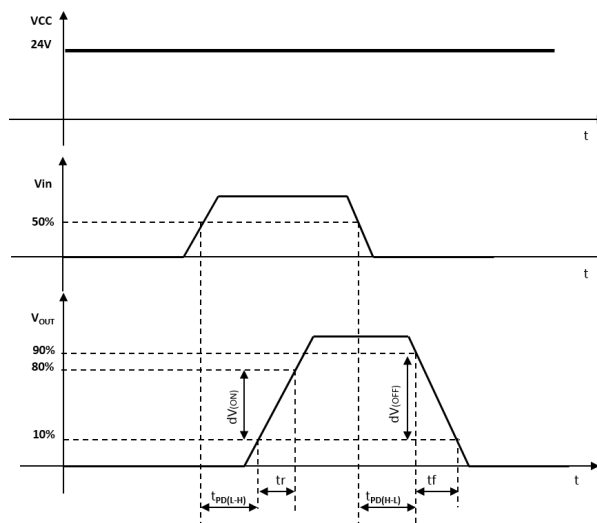 VCC
24V
t
Vin
50%
t
VOUT
90%
80%
dV(ON)
dV(OFF)
10%
tPD(L-H)
tr
tPD(H-L)
tf
t